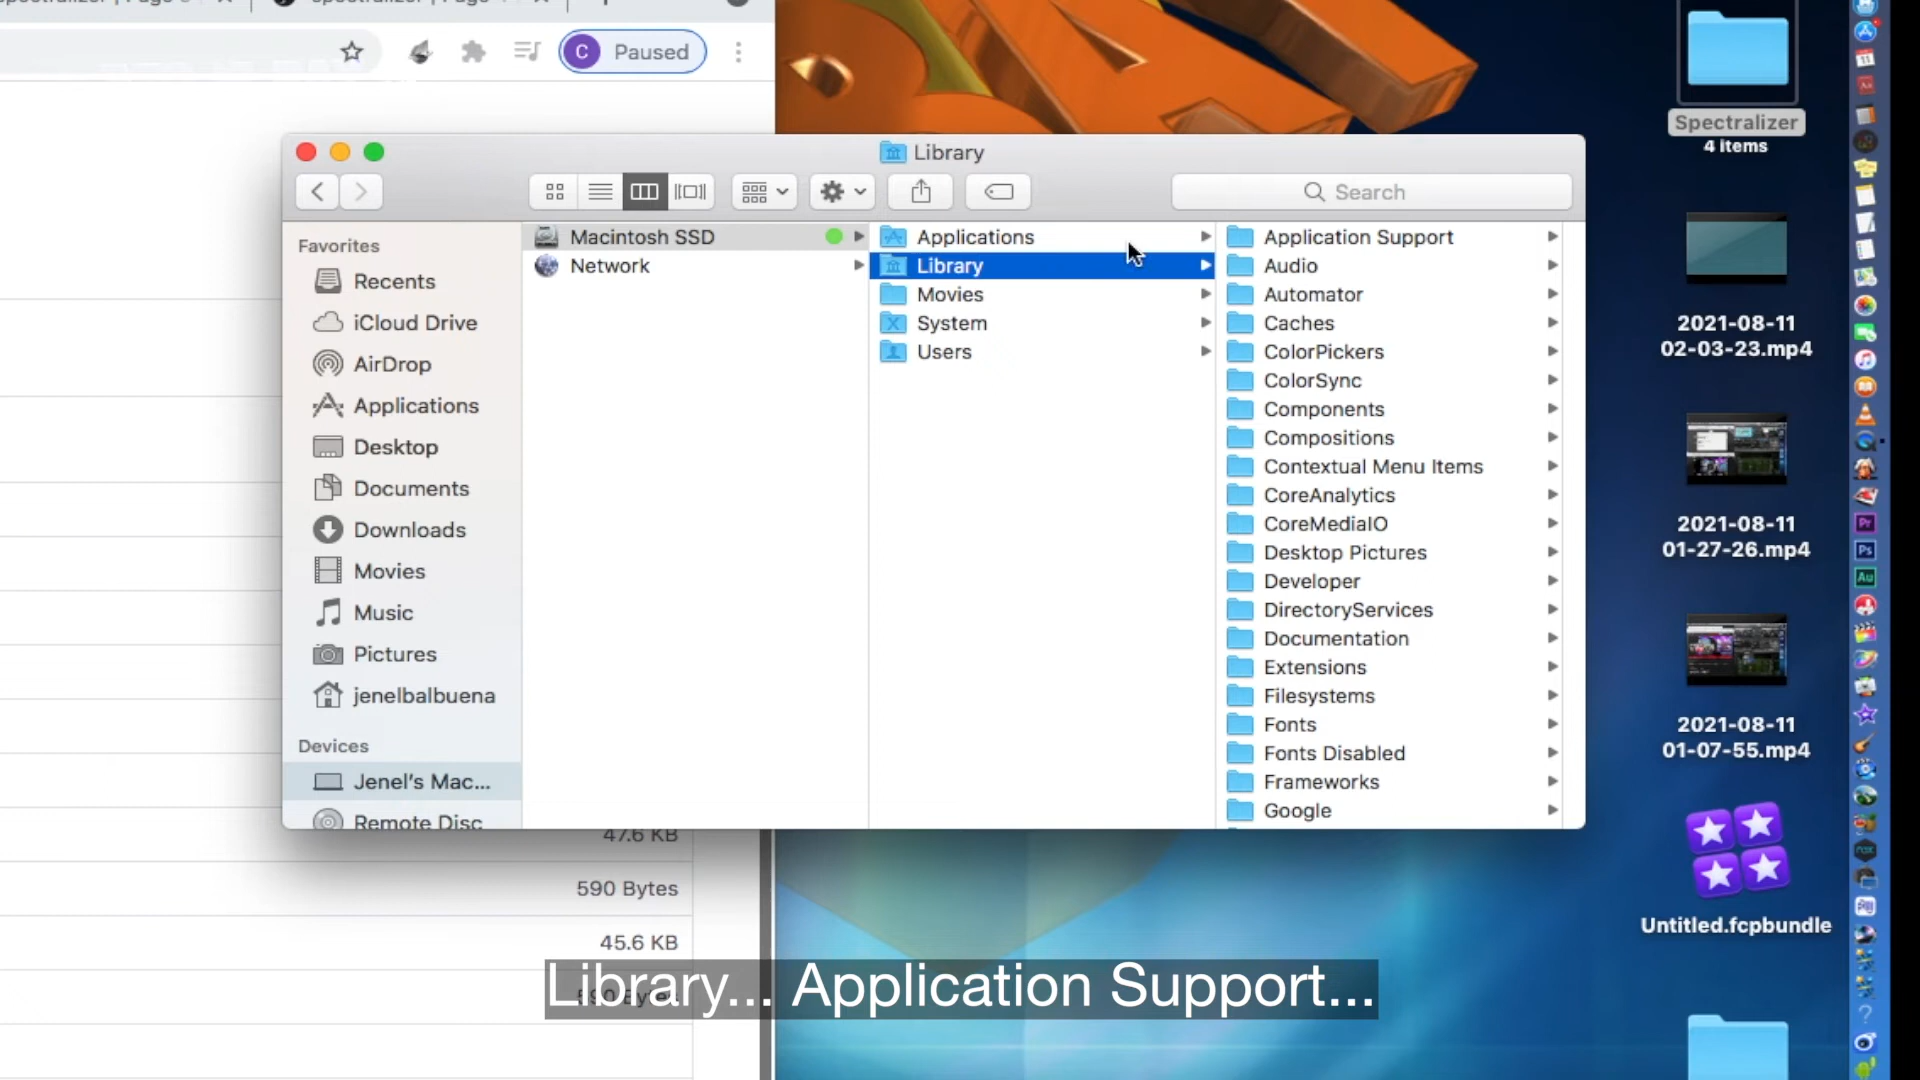 C Paused
Library
Search
Favorites
Recents
iCloud Drive
AirDrop
Applications
Desktop
Documents
Downloads
Movies
Music
Pictures
jenelbalbuena
Devices
Jenel's Mac...
Remote Disc
Macintosh SSD
Network
Applications
Library
Movies
System
Users
Application Support
Audio
Automator
Caches
ColorPickers
ColorSync
Components
Compositions
Contextual Menu Items
CoreAnalytics
CoreMediaIO
Desktop Pictures
Developer
DirectoryServices
Documentation
Extensions
Filesystems
Fonts
Fonts Disabled
Frameworks
Google
Spectralizer
4 items
2021-08-11
02-03-23.mp4
2021-08-11
01-27-26.mp4
2021-08-11
01-07-55.mp4
Untitled.fcpbundle
Pr
Ps
Au
47.6 KB
590 Bytes
45.6 KB
Library... Application Support...